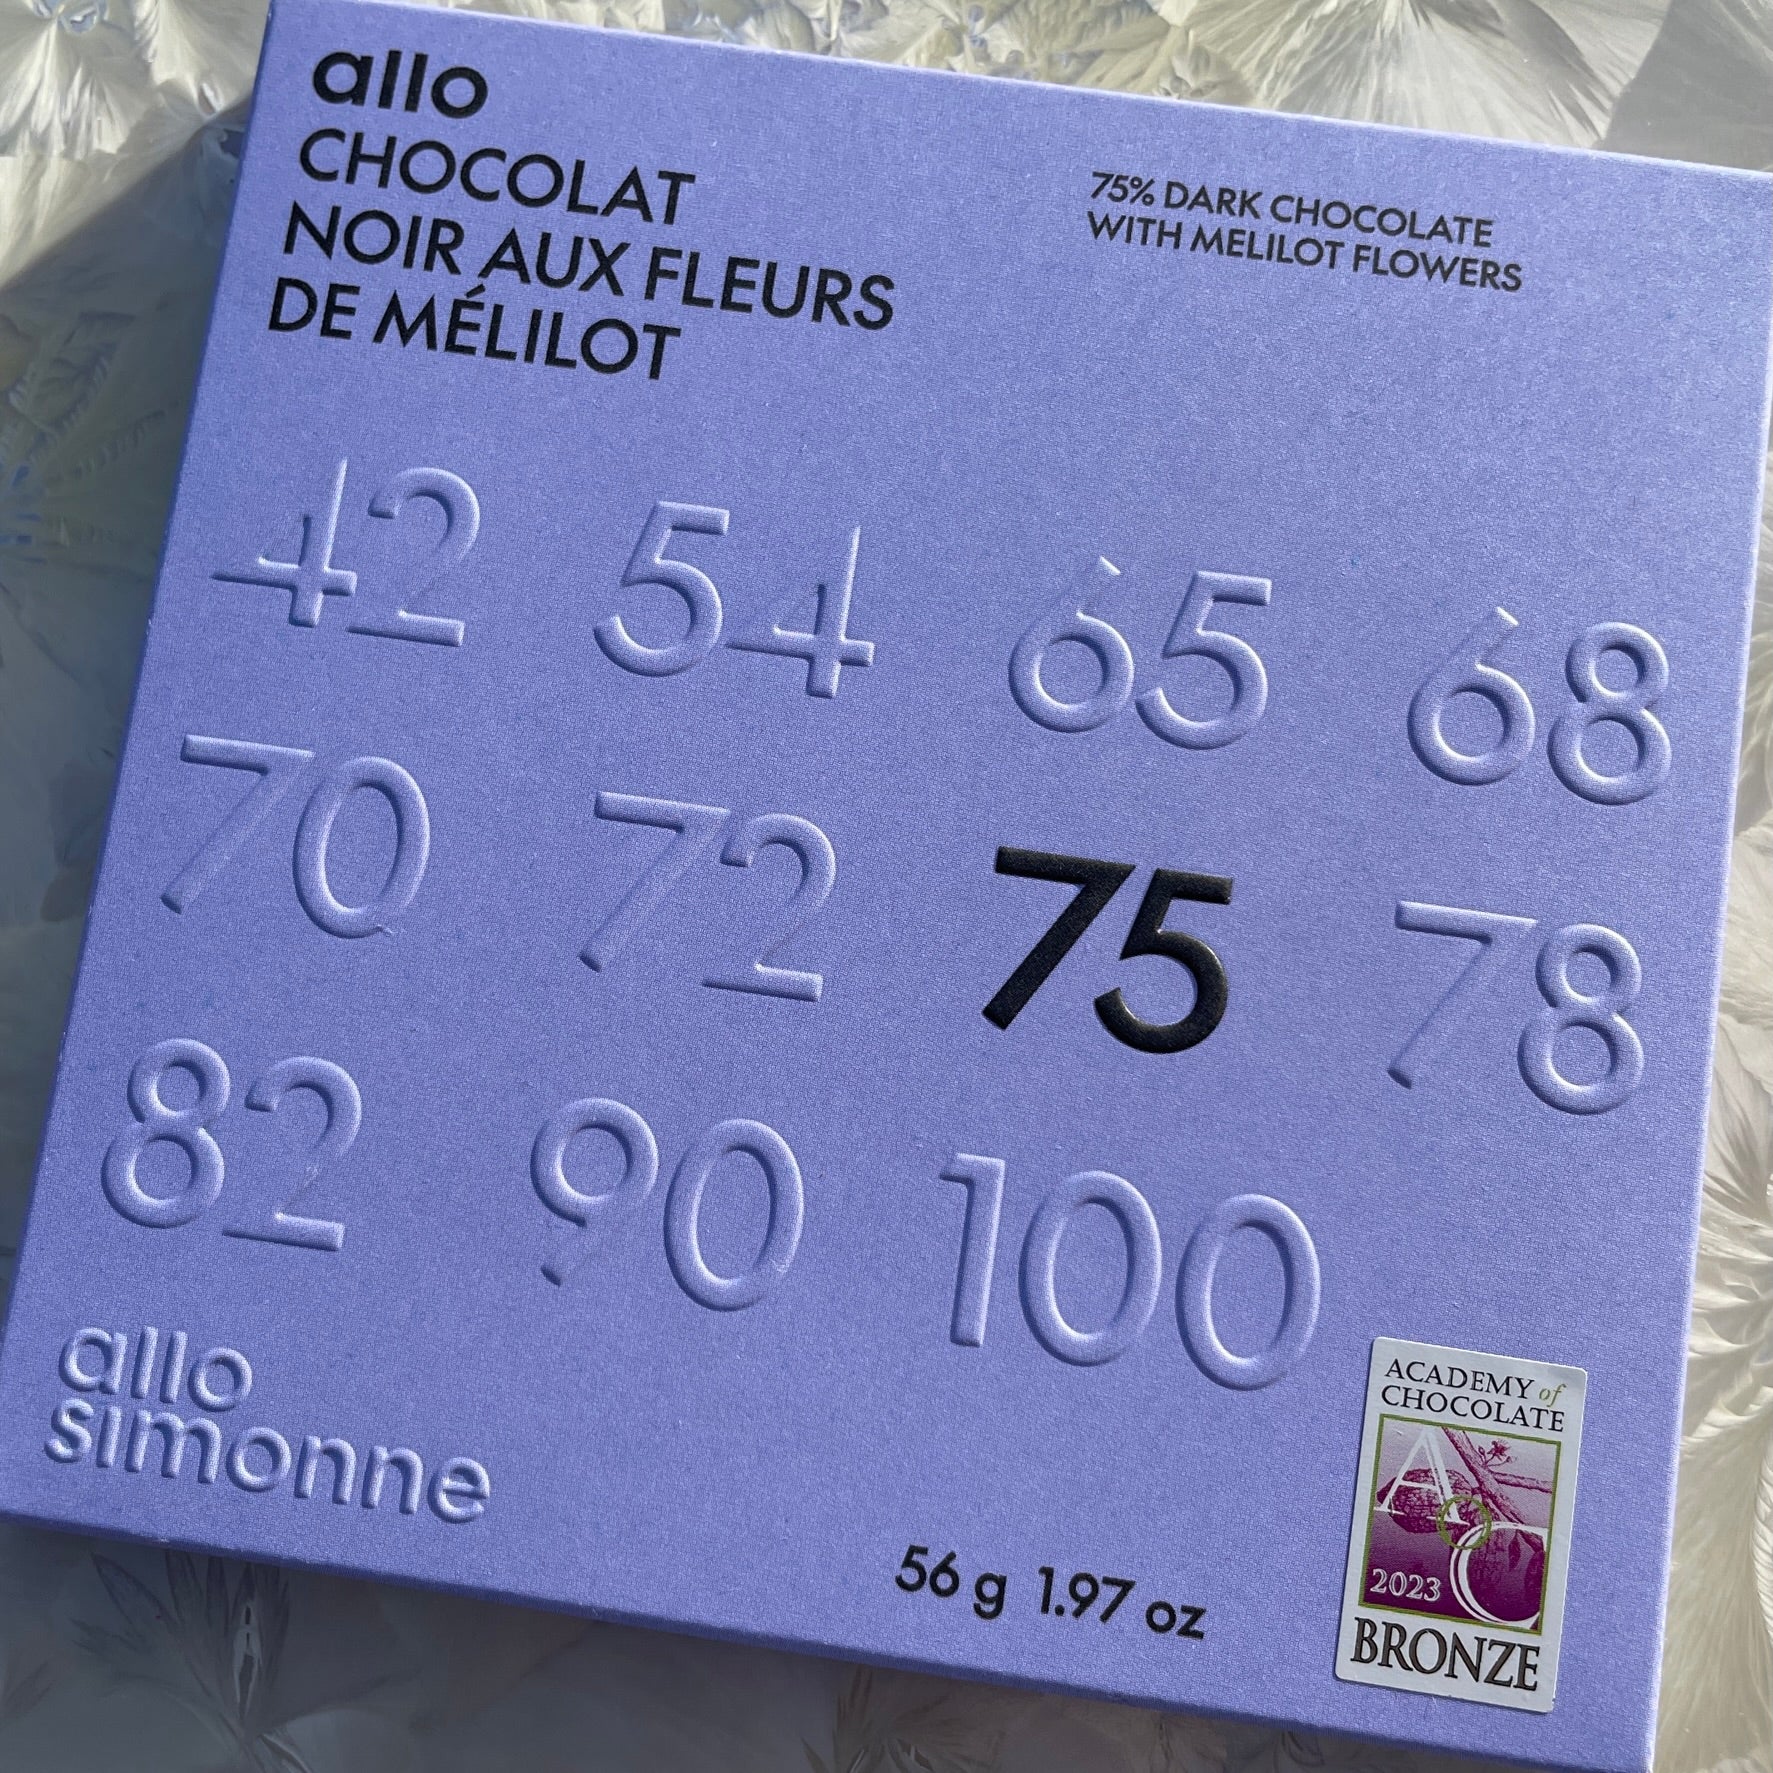 allo
CHOCOLAT
NOIR AUX FLEURS
DE MÉLILOT
75% DARK CHOCOLATE
WITH MELILOT FLOWERS
42 54 65 68
70 72 75 78
82 90 100
allo
simonne
56 g 1.97 oz
ACADEMY of
CHOCOLATE
AoC
2023
BRONZE